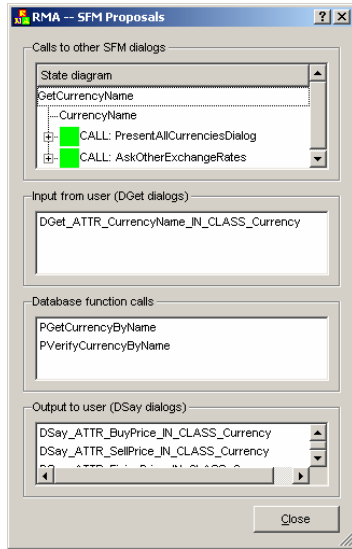 RMA -- SFM Proposals
Calls to other SFM dialogs
State diagram
GetCurrencyName
CurrencyName
CALL: PresentAllCurrenciesDialog
CALL: AskOtherExchangeRates
Input from user (DGet dialogs)
DGet_ATTR_CurrencyName_IN_CLASS_Currency
Database function calls
PGetCurrencyByName
PVerifyCurrencyByName
Output to user (DSay dialogs)
DSay_ATTR_BuyPrice_IN_CLASS_Currency
DSay_ATTR_SellPrice_IN_CLASS_Currency
Close